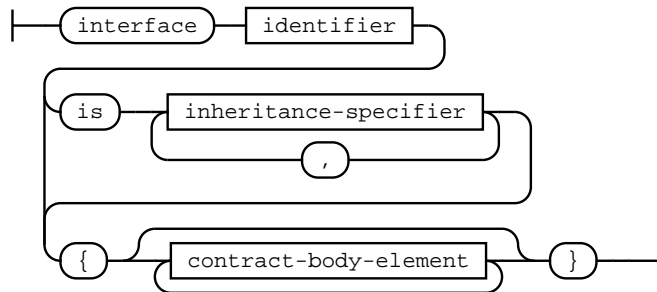 interface identifier
is inheritance-specifier
,
{ contract-body-element }